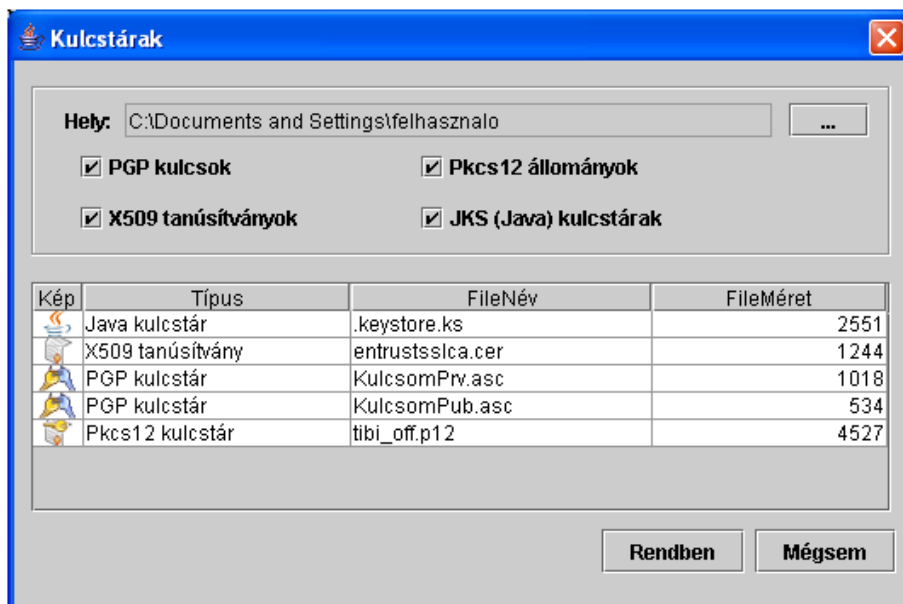 Kulcstárak
Hely: C:\Documents and Settings\felhasznalo ...
PGP kulcsok Pkcs12 állományok
X509 tanúsítványok JKS (Java) kulcstárak
Kép Típus FileNév FileMéret
Java kulcstár .keystore.ks 2551
X509 tanúsítvány entrustsslca.cer 1244
PGP kulcstár KulcsomPrv.asc 1018
PGP kulcstár KulcsomPub.asc 534
Pkcs12 kulcstár tibi_off.p12 4527
Rendben Mégsem